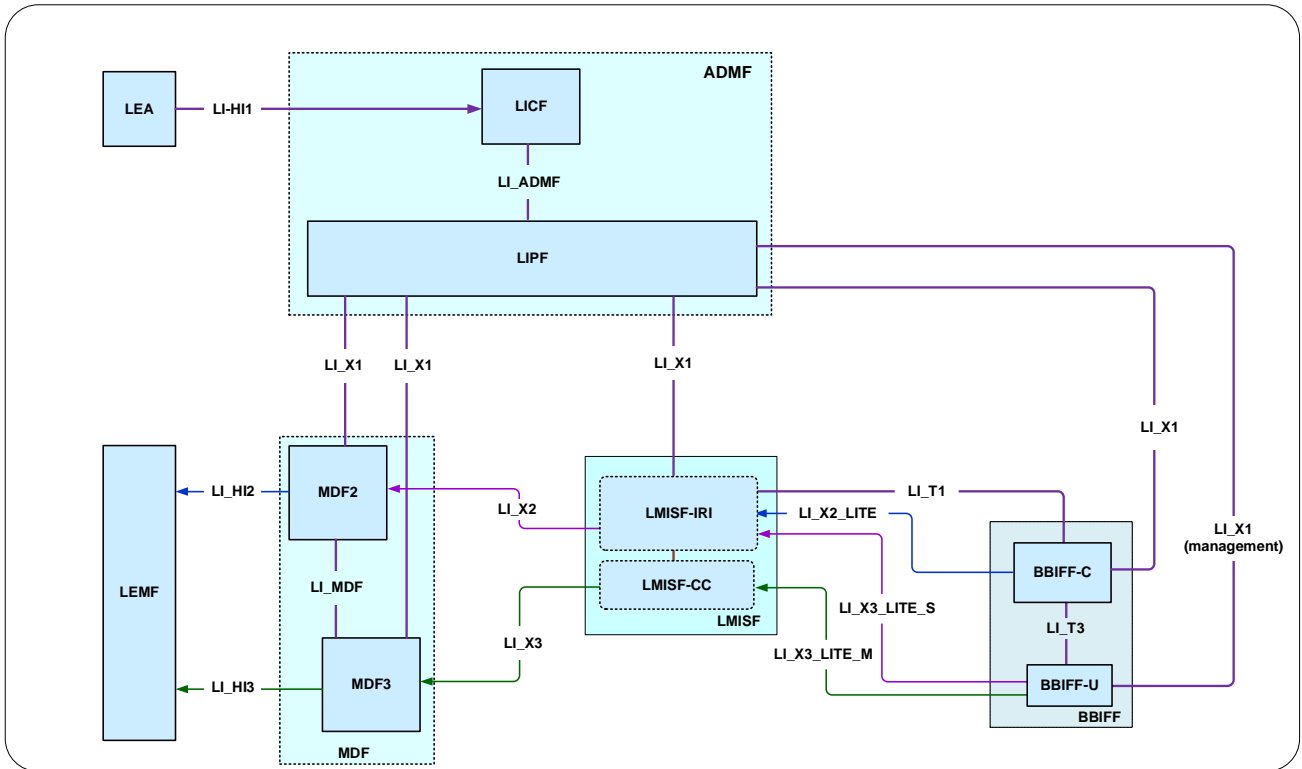 ADMF
LEA
LI-HI1
LICF
LI_ADMF
LIPF
LI_X1
LI_X1
LI_X1
LI_X1
LI_X1
(management)
LEMF
LI_HI2
MDF2
LI_X2
LMISF-IRI
LI_T1
LI_X2_LITE
BBIFF-C
LI_MDF
LMISF-CC
LMISF
LI_X3_LITE_S
LI_T3
LI_X3
LI_X3_LITE_M
LI_HI3
MDF3
BBIFF-U
BBIFF
MDF